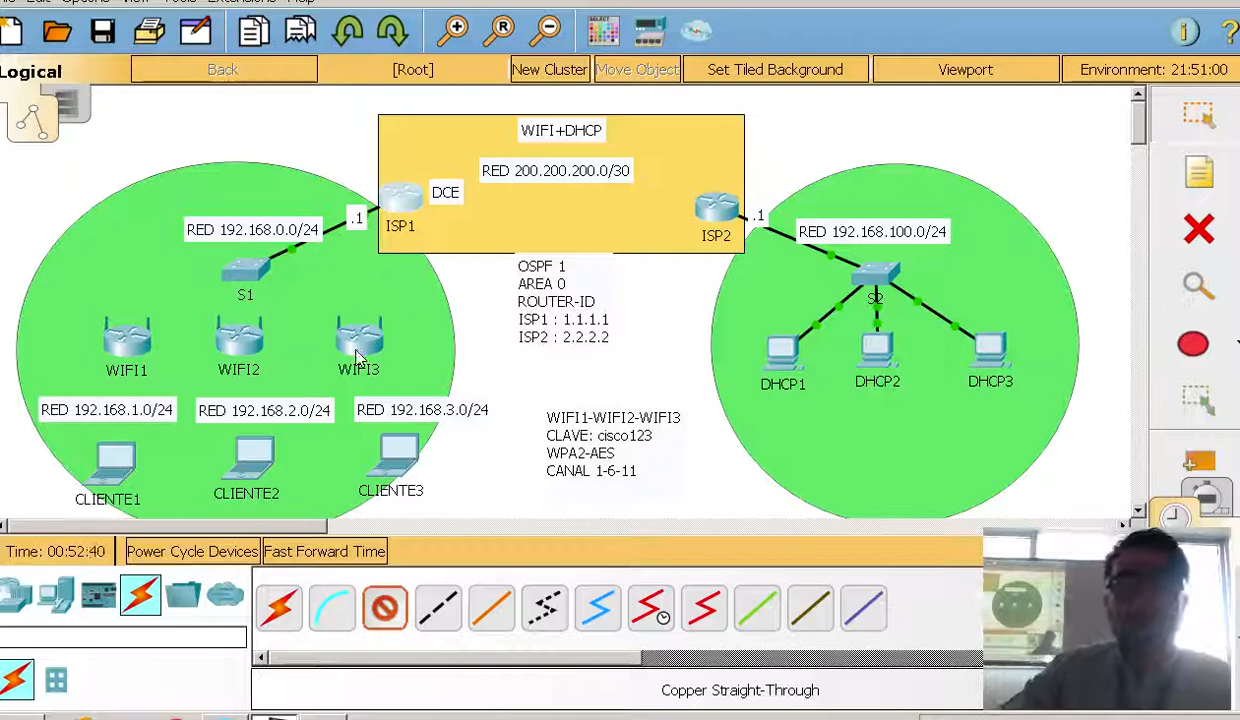 Logical
Back
[Root]
New Cluster
Move Object
Set Tiled Background
Viewport
Environment: 21:51:00
WIFI+DHCP
RED 200.200.200.0/30
DCE
ISP1
.1
.1
ISP2
RED 192.168.0.0/24
RED 192.168.100.0/24
S1
S2
OSPF 1
AREA 0
ROUTER-ID
ISP1 : 1.1.1.1
ISP2 : 2.2.2.2
WIFI1
WIFI2
WIFI3
DHCP1
DHCP2
DHCP3
RED 192.168.1.0/24
RED 192.168.2.0/24
RED 192.168.3.0/24
WIFI1-WIFI2-WIFI3
CLAVE: cisco123
WPA2-AES
CANAL 1-6-11
CLIENTE1
CLIENTE2
CLIENTE3
Time: 00:52:40
Power Cycle Devices
Fast Forward Time
Copper Straight-Through